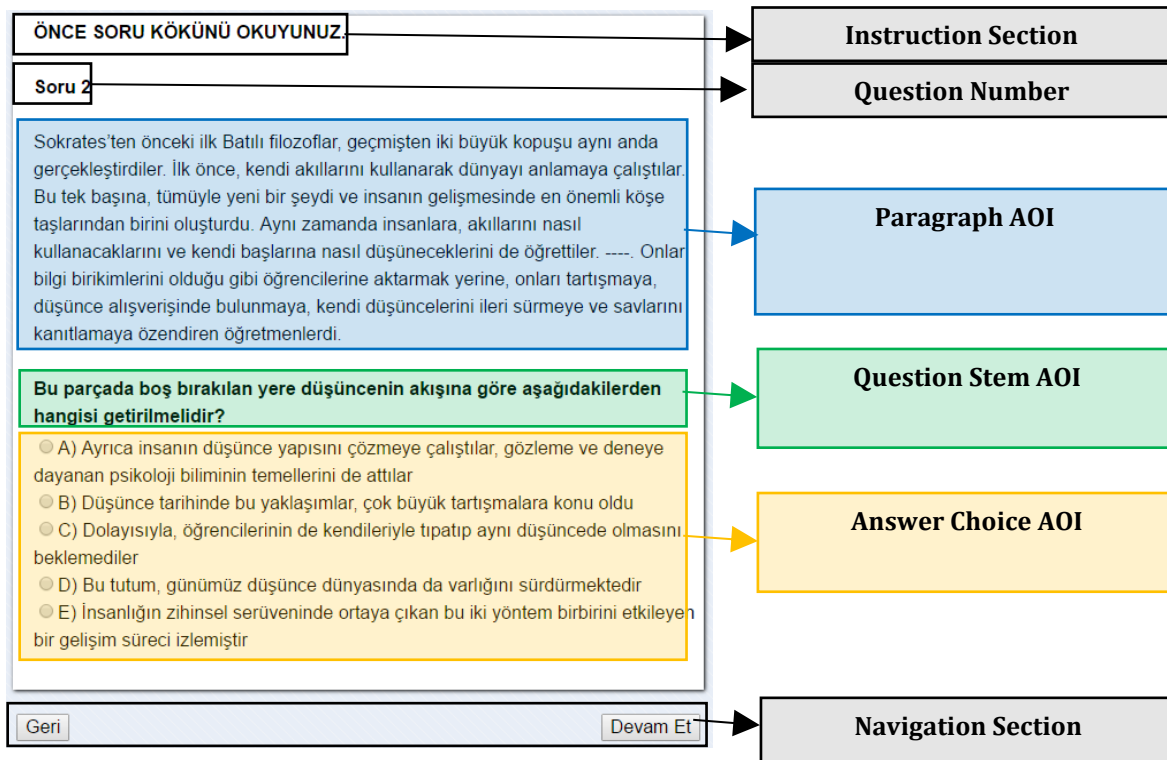 ÖNCE SORU KÖKÜNÜ OKUYUNUZ.
Instruction Section
Soru 2
Question Number
Sokrates’ten önceki ilk Batılı filozoflar, geçmişten iki büyük kopuşu aynı anda
gerçekleştirdiler. İlk önce, kendi akıllarını kullanarak dünyayı anlamaya çalıştılar.
Bu tek başına, tümüyle yeni bir şeydi ve insanın gelişmesinde en önemli köşe
taşlarından birini oluşturdu. Aynı zamanda insanlara, akıllarını nasıl
kullanacaklarını ve kendi başlarına nasıl düşüneceklerini de öğrettiler. ----. Onlar
bilgi birikimlerini olduğu gibi öğrencilerine aktarmak yerine, onları tartışmaya,
düşünce alışverişinde bulunmaya, kendi düşüncelerini ileri sürmeye ve savlarını
kanıtlamaya özendiren öğretmenlerdi.
Paragraph AOI
Bu parçada boş bırakılan yere düşüncenin akışına göre aşağıdakilerden
hangisi getirilmelidir?
Question Stem AOI
A) Ayrıca insanın düşünce yapısını çözmeye çalıştılar, gözleme ve deneye
dayanan psikoloji biliminin temellerini de attılar
B) Düşünce tarihinde bu yaklaşımlar, çok büyük tartışmalara konu oldu
C) Dolayısıyla, öğrencilerinin de kendileriyle tıpatıp aynı düşüncede olmasını
beklemediler
D) Bu tutum, günümüz düşünce dünyasında da varlığını sürdürmektedir
E) İnsanlığın zihinsel serüveninde ortaya çıkan bu iki yöntem birbirini etkileyen
bir gelişim süreci izlemiştir
Answer Choice AOI
Geri
Devam Et
Navigation Section